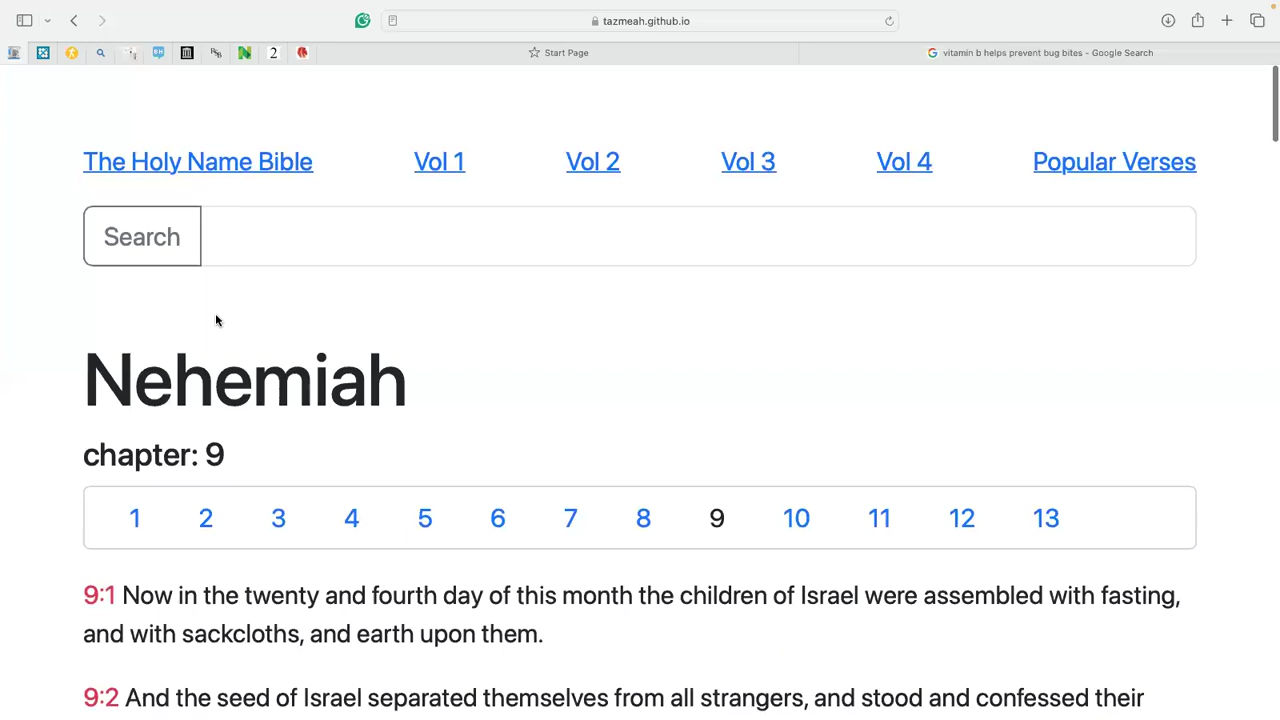 tazmeah.github.io
2
Start Page
vitamin b helps prevent bug bites - Google Search
The Holy Name Bible
Vol 1
Vol 2
Vol 3
Vol 4
Popular Verses
Search
Nehemiah
chapter: 9
1 2 3 4 5 6 7 8 9 10 11 12 13
9:1 Now in the twenty and fourth day of this month the children of Israel were assembled with fasting,
and with sackcloths, and earth upon them.
9:2 And the seed of Israel separated themselves from all strangers, and stood and confessed their